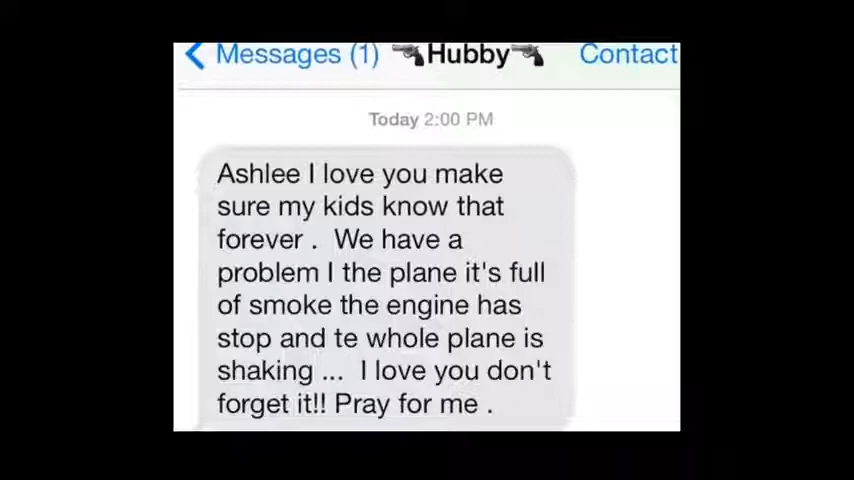 Messages (1) 🔫Hubby🔫 Contact
Today 2:00 PM
Ashlee I love you make
sure my kids know that
forever .  We have a
problem I the plane it's full
of smoke the engine has
stop and te whole plane is
shaking ...  I love you don't
forget it!! Pray for me .